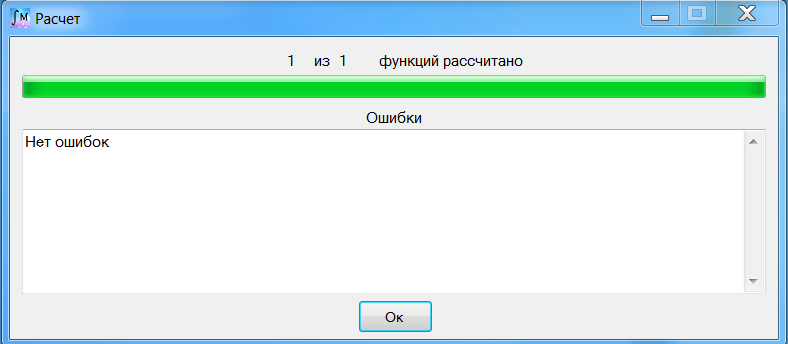 ∫M Расчет
1 из 1 функций рассчитано
Ошибки
Нет ошибок
Ок